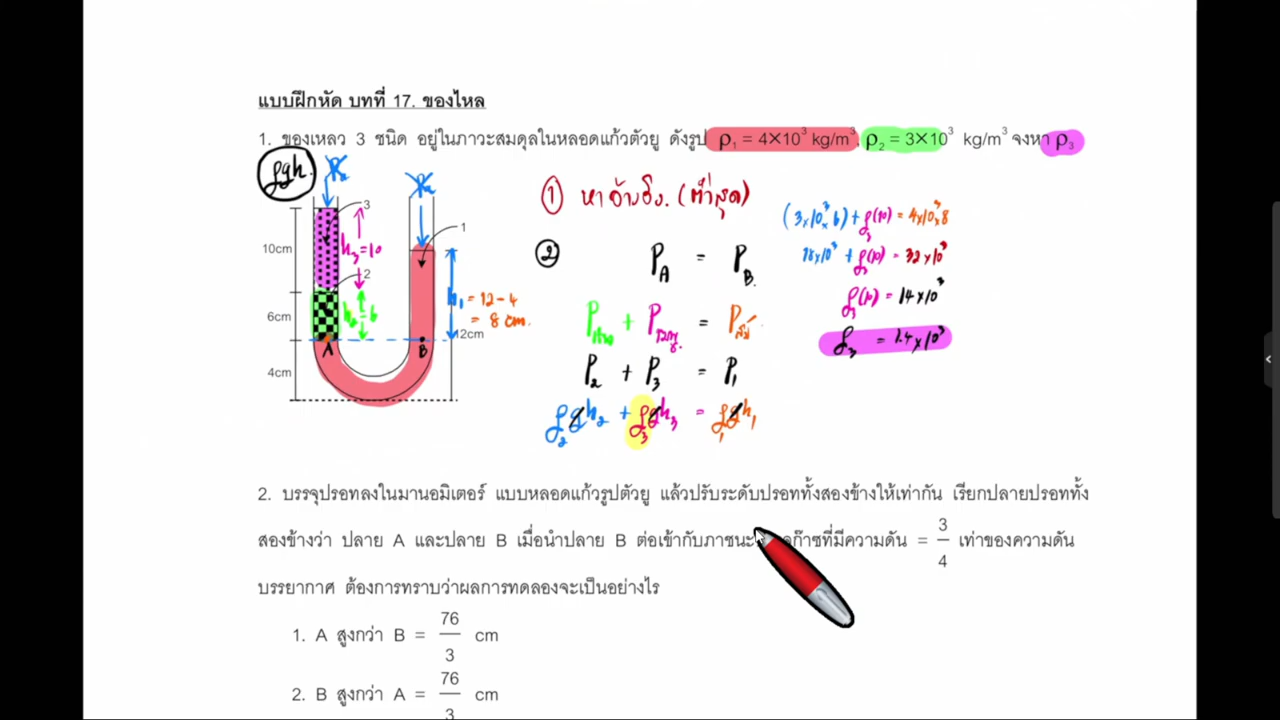 แบบฝึกหัด บทที่ 17. ของไหล
1. ของเหลว 3 ชนิด อยู่ในภาวะสมดุลในหลอดแก้วตัวยู ดังรูป ρ₁ = 4×10³ kg/m³, ρ₂ = 3×10³ kg/m³ จงหา ρ₃
ρgh.
Pa
Pa
3
1
10cm
h₃=10
2
6cm
h₂=6
h₁ = 12-4
= 8 cm.
12cm
A
B
4cm
① หาอ้างอิง. (ต่ำสุด)
② P_A = P_B.
+ =
P₂ + P₃ = P₁
ρ₂gh₂ + ρ₃gh₃ = ρ₁gh₁
(3×10³×6) + ρ₃(10) = 4×10³×8
18×10³ + ρ₃(10) = 32×10³
ρ₃(10) = 14×10³
ρ₃ = 1.4×10³
2. บรรจุปรอทลงในมานอมิเตอร์ แบบหลอดแก้วรูปตัวยู แล้วปรับระดับปรอททั้งสองข้างให้เท่ากัน เรียกปลายปรอททั้ง
สองข้างว่า ปลาย A และปลาย B เมื่อนำปลาย B ต่อเข้ากับภาชนะ ก๊าซที่มีความดัน = 3/4 เท่าของความดัน
บรรยากาศ ต้องการทราบว่าผลการทดลองจะเป็นอย่างไร
1. A สูงกว่า B = 76/3 cm
2. B สูงกว่า A = 76/3 cm